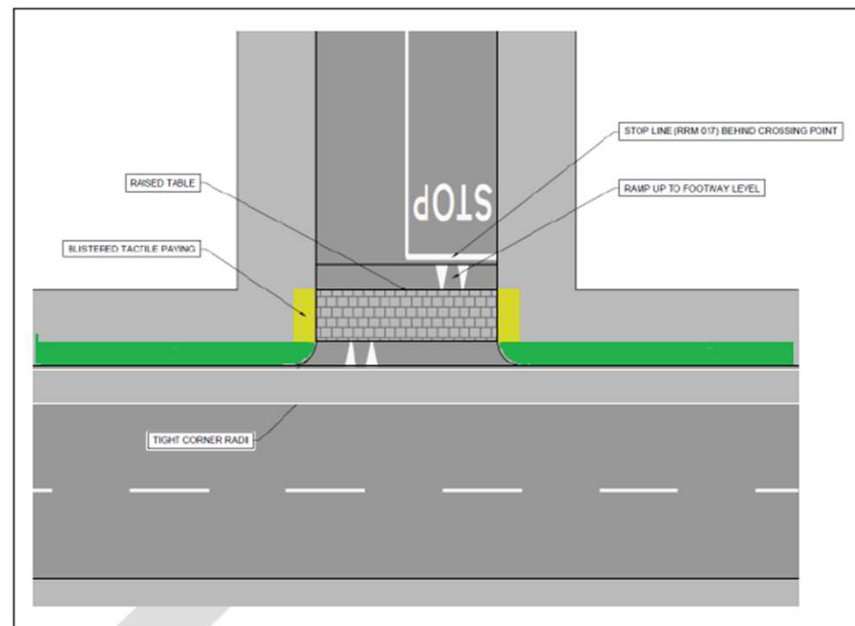 STOP LINE (RRM 017) BEHIND CROSSING POINT
RAISED TABLE
RAMP UP TO FOOTWAY LEVEL
STOP
BLISTERED TACTILE PAVING
TIGHT CORNER RADII